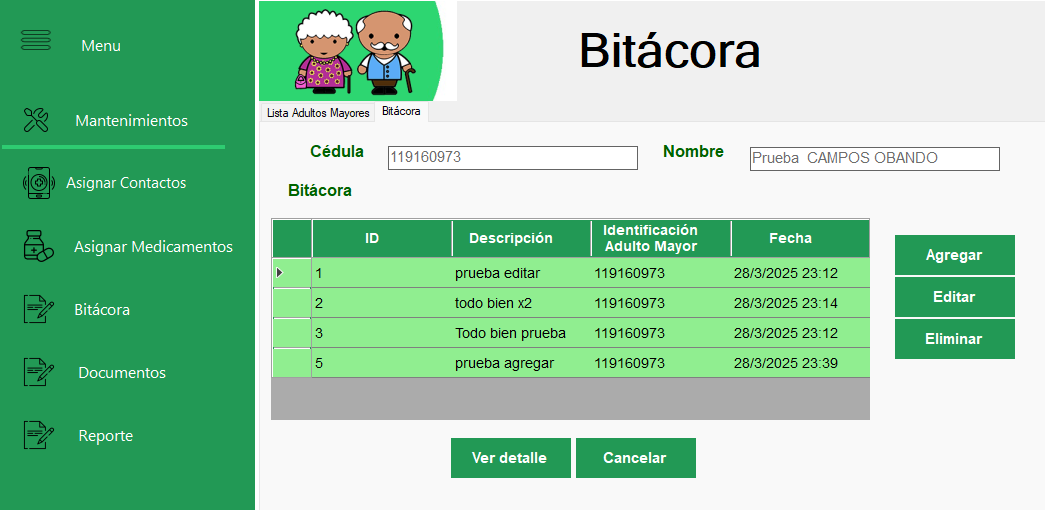 Menu
Mantenimientos
Asignar Contactos
Asignar Medicamentos
Bitácora
Documentos
Reporte
Bitácora
Lista Adultos Mayores Bitácora
Cédula 119160973 Nombre Prueba  CAMPOS OBANDO
Bitácora
ID Descripción Identificación Adulto Mayor Fecha
1 prueba editar 119160973 28/3/2025 23:12
2 todo bien x2 119160973 28/3/2025 23:14
3 Todo bien prueba 119160973 28/3/2025 23:12
5 prueba agregar 119160973 28/3/2025 23:39
Agregar
Editar
Eliminar
Ver detalle Cancelar